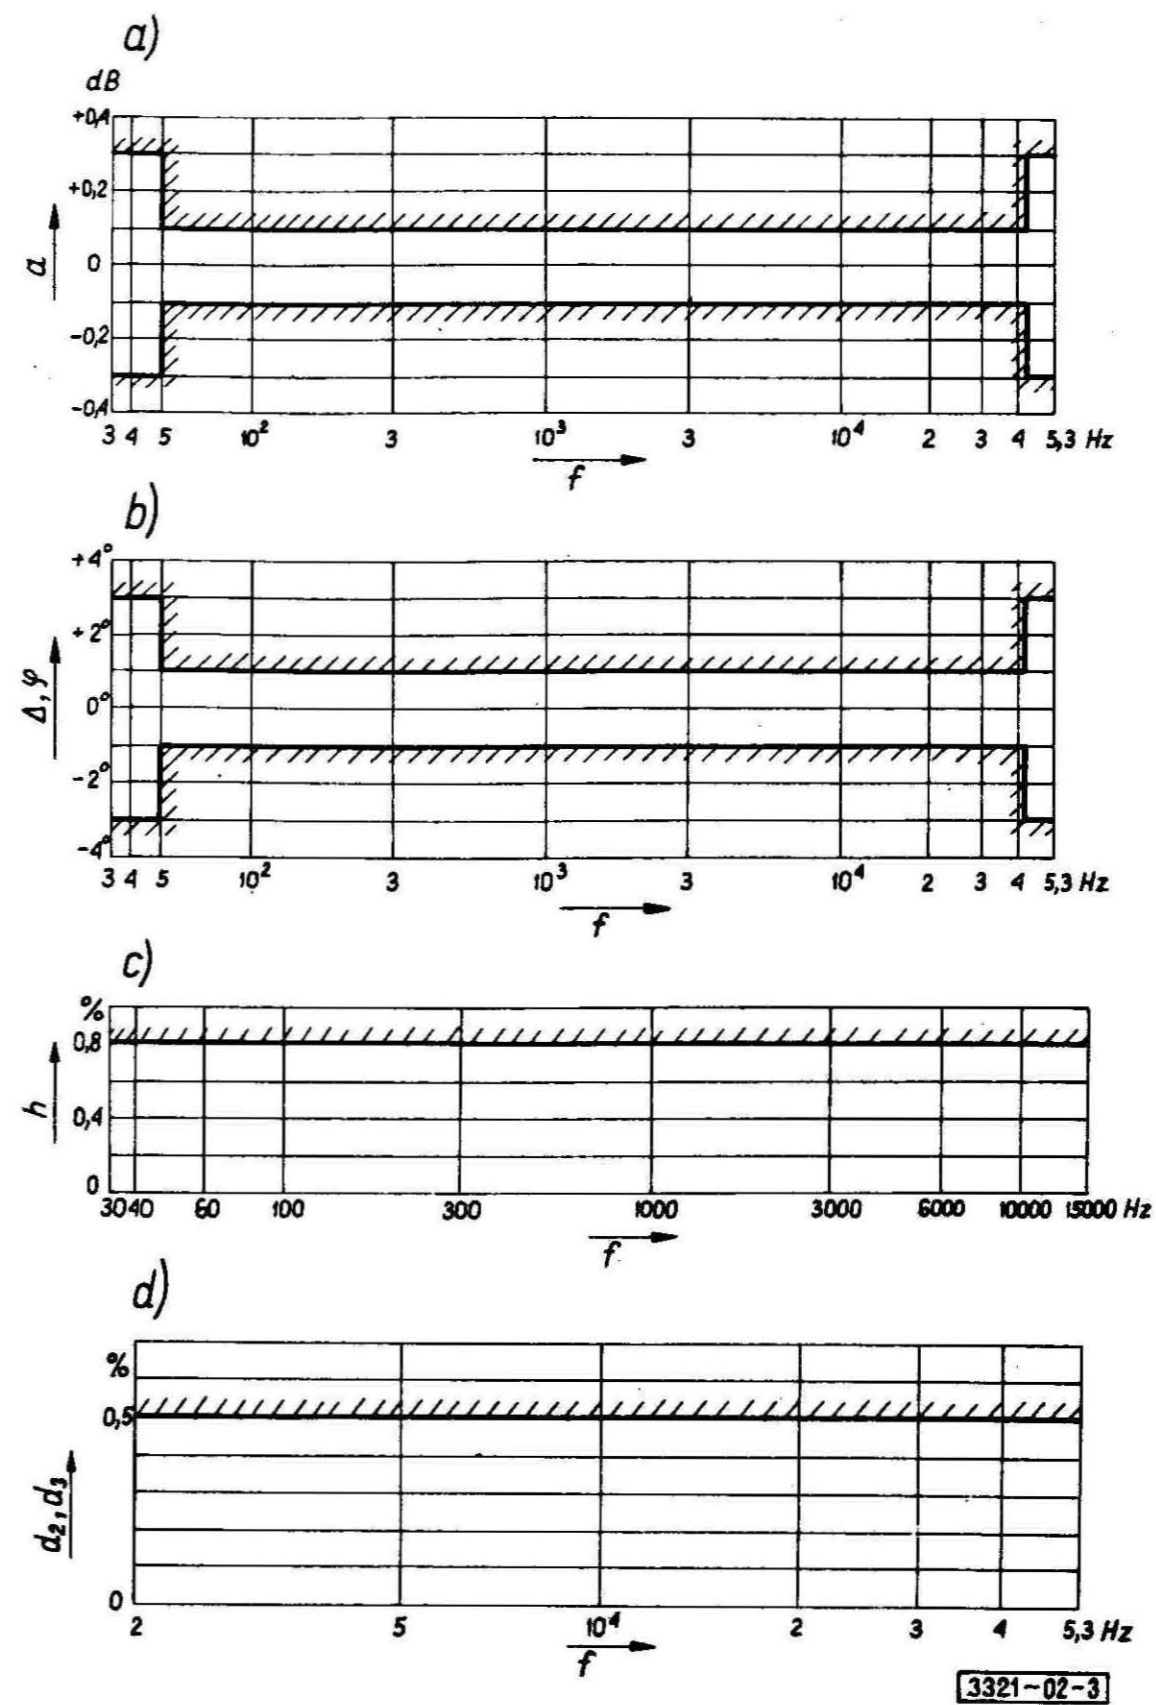 a)
dB
+0,4
+0,2
0
-0,2
-0,4
a
3 4 5 10² 3 10³ 3 10⁴ 2 3 4 5,3 Hz
f
b)
+4°
+2°
0°
-2°
-4°
Δ, φ
3 4 5 10² 3 10³ 3 10⁴ 2 3 4 5,3 Hz
f
c)
%
0,8
0,4
0
h
30 40 60 100 300 1000 3000 6000 10000 15000 Hz
f
d)
%
0,5
0
d₂, d₃
2 5 10⁴ 2 3 4 5,3 Hz
f
3321-02-3